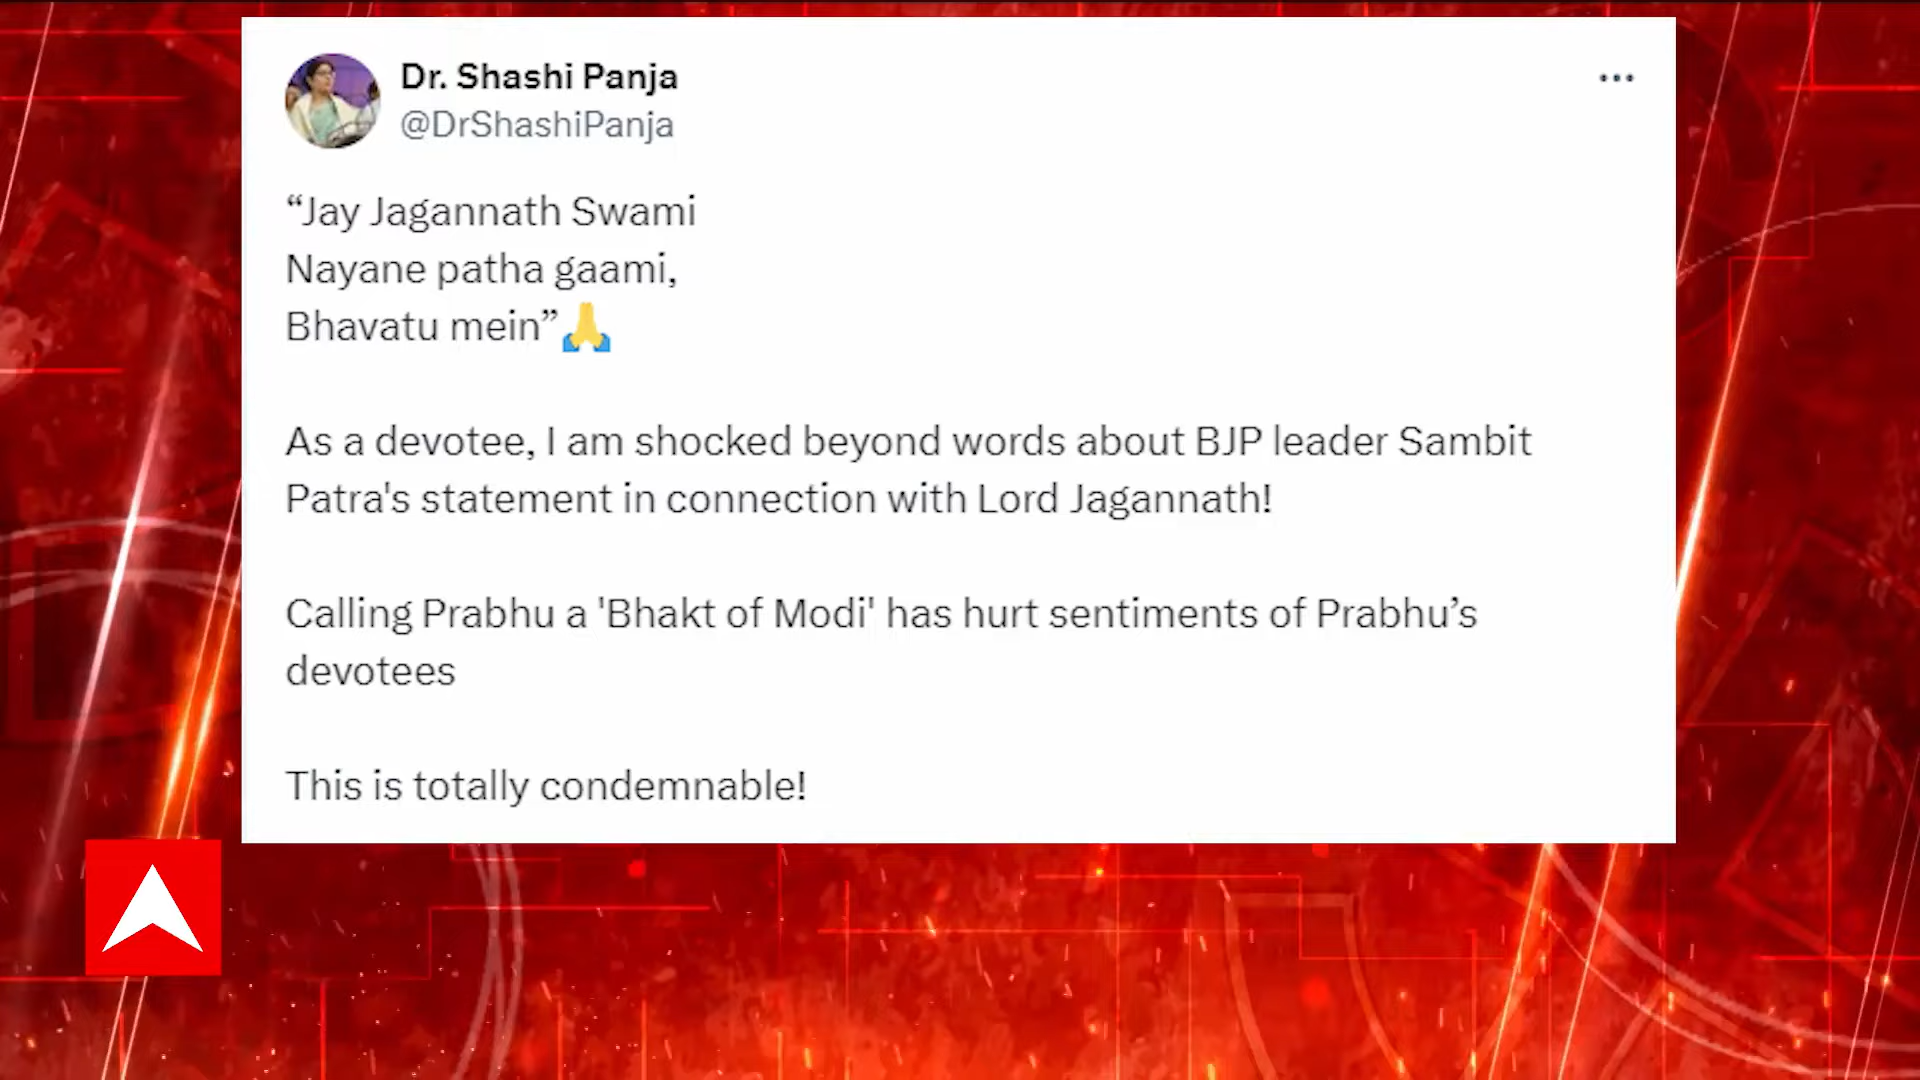 Dr. Shashi Panja
@DrShashiPanja
“Jay Jagannath Swami
Nayane patha gaami,
Bhavatu mein”🙏
As a devotee, I am shocked beyond words about BJP leader Sambit
Patra's statement in connection with Lord Jagannath!
Calling Prabhu a 'Bhakt of Modi' has hurt sentiments of Prabhu’s
devotees
This is totally condemnable!